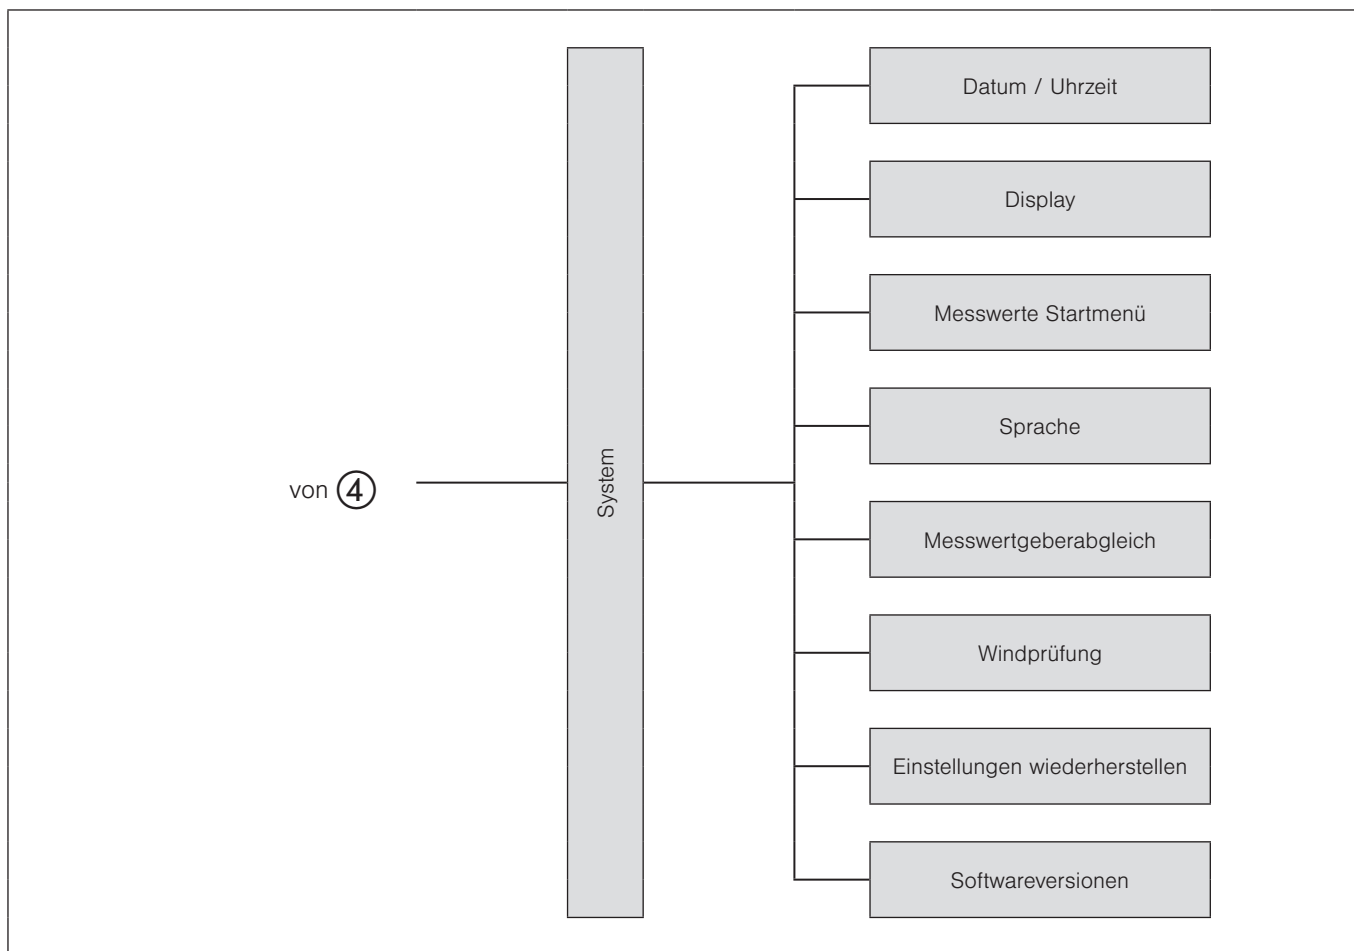 von ④
System
Datum / Uhrzeit
Display
Messwerte Startmenü
Sprache
Messwertgeberabgleich
Windprüfung
Einstellungen wiederherstellen
Softwareversionen